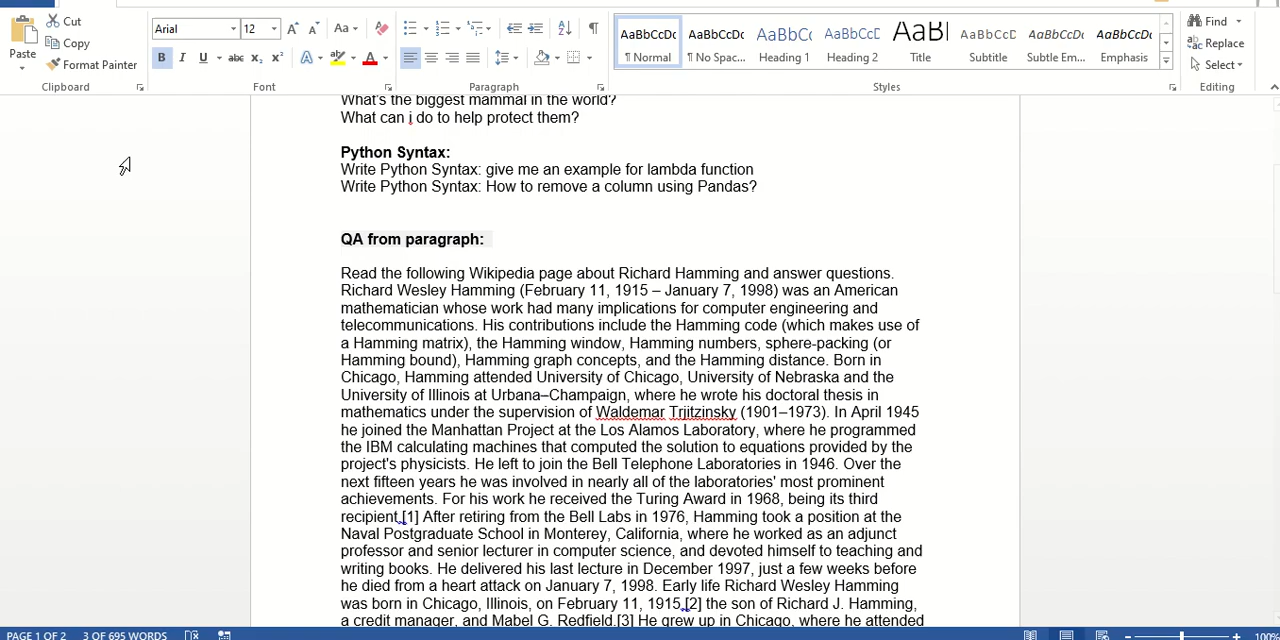 Cut
Copy
Format Painter
Paste
Clipboard
Arial
12
Aa
Font
Paragraph
AaBbCcDc
¶ Normal
AaBbCcDc
¶ No Spac...
AaBbCc
Heading 1
AaBbCcD
Heading 2
AaB
Title
AaBbCcD
Subtitle
AaBbCcDc
Subtle Em...
AaBbCcDc
Emphasis
Styles
Find
Replace
Select
Editing
What's the biggest mammal in the world?
What can i do to help protect them?
Python Syntax:
Write Python Syntax: give me an example for lambda function
Write Python Syntax: How to remove a column using Pandas?
QA from paragraph:
Read the following Wikipedia page about Richard Hamming and answer questions.
Richard Wesley Hamming (February 11, 1915 – January 7, 1998) was an American
mathematician whose work had many implications for computer engineering and
telecommunications. His contributions include the Hamming code (which makes use of
a Hamming matrix), the Hamming window, Hamming numbers, sphere-packing (or
Hamming bound), Hamming graph concepts, and the Hamming distance. Born in
Chicago, Hamming attended University of Chicago, University of Nebraska and the
University of Illinois at Urbana–Champaign, where he wrote his doctoral thesis in
mathematics under the supervision of Waldemar Trjitzinsky (1901–1973). In April 1945
he joined the Manhattan Project at the Los Alamos Laboratory, where he programmed
the IBM calculating machines that computed the solution to equations provided by the
project's physicists. He left to join the Bell Telephone Laboratories in 1946. Over the
next fifteen years he was involved in nearly all of the laboratories' most prominent
achievements. For his work he received the Turing Award in 1968, being its third
recipient.[1] After retiring from the Bell Labs in 1976, Hamming took a position at the
Naval Postgraduate School in Monterey, California, where he worked as an adjunct
professor and senior lecturer in computer science, and devoted himself to teaching and
writing books. He delivered his last lecture in December 1997, just a few weeks before
he died from a heart attack on January 7, 1998. Early life Richard Wesley Hamming
was born in Chicago, Illinois, on February 11, 1915,[2] the son of Richard J. Hamming,
a credit manager, and Mabel G. Redfield.[3] He grew up in Chicago, where he attended
PAGE 1 OF 2
3 OF 695 WORDS
100%